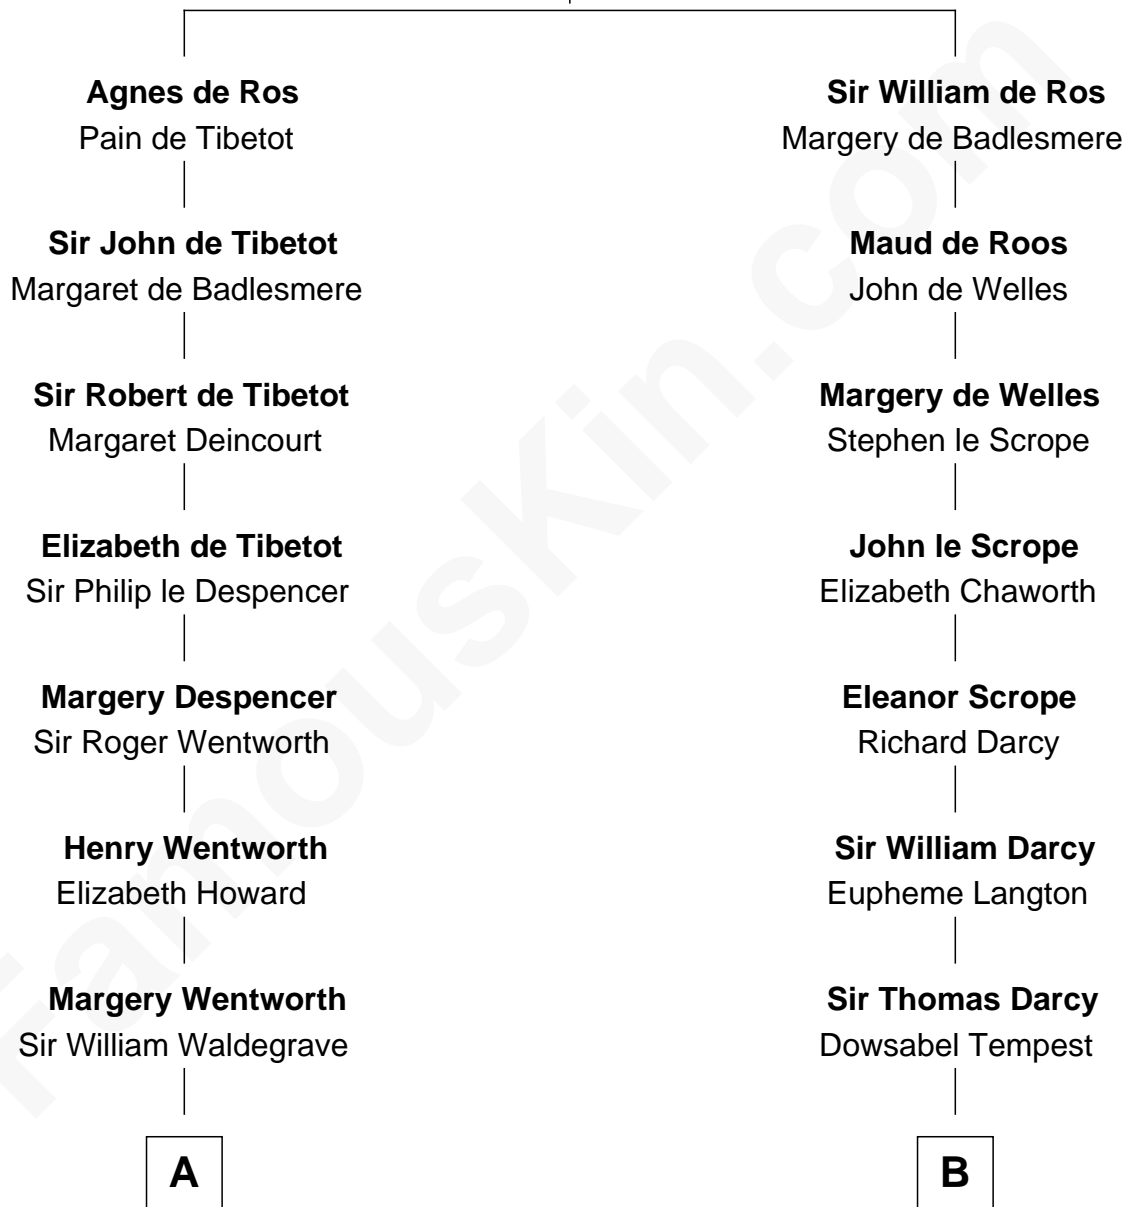 Agnes de Ros
Pain de Tibetot
Sir John de Tibetot
Margaret de Badlesmere
Sir Robert de Tibetot
Margaret Deincourt
Elizabeth de Tibetot
Sir Philip le Despencer
Margery Despencer
Sir Roger Wentworth
Henry Wentworth
Elizabeth Howard
Margery Wentworth
Sir William Waldegrave
A
Sir William de Ros
Margery de Badlesmere
Maud de Roos
John de Welles
Margery de Welles
Stephen le Scrope
John le Scrope
Elizabeth Chaworth
Eleanor Scrope
Richard Darcy
Sir William Darcy
Eupheme Langton
Sir Thomas Darcy
Dowsabel Tempest
B
FamousKin.com